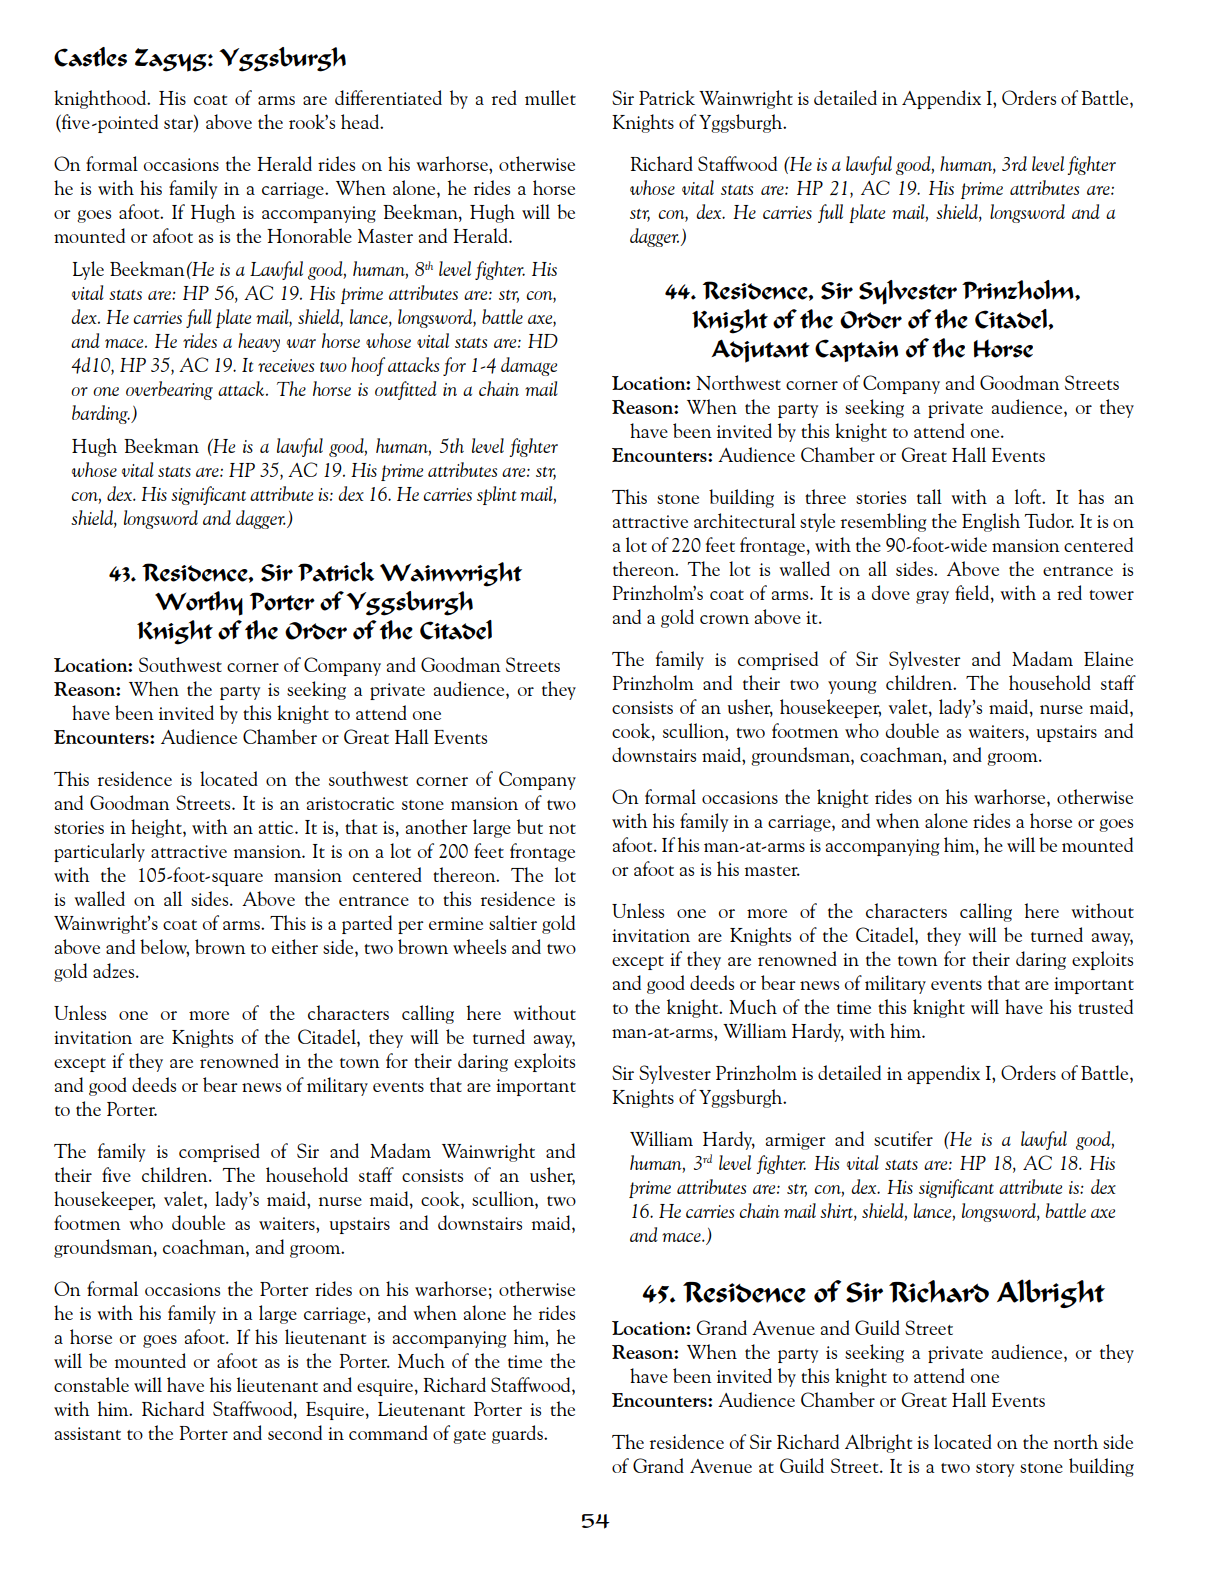 Castles Zagyg: Yggsburgh
knighthood. His coat of arms are differentiated by a red mullet
(five-pointed star) above the rook's head.
On formal occasions the Herald rides on his warhorse, otherwise
he is with his family in a carriage. When alone, he rides a horse
or goes afoot. If Hugh is accompanying Beekman, Hugh will be
mounted or afoot as is the Honorable Master and Herald.
Lyle Beekman(He is a Lawful good, human, 8th level fighter. His
vital stats are: HP 56, AC 19. His prime attributes are: str, con,
dex. He carries full plate mail, shield, lance, longsword, battle axe,
and mace. He rides a heavy war horse whose vital stats are: HD
4d10, HP 35, AC 19. It receives two hoof attacks for 1-4 damage
or one overbearing attack. The horse is outfitted in a chain mail
barding.)
Hugh Beekman (He is a lawful good, human, 5th level fighter
whose vital stats are: HP 35, AC 19. His prime attributes are: str,
con, dex. His significant attribute is: dex 16. He carries splint mail,
shield, longsword and dagger.)
43. Residence, Sir Patrick Wainwright
Worthy Porter of Yggsburgh
Knight of the Order of the Citadel
Location: Southwest corner of Company and Goodman Streets
Reason: When the party is seeking a private audience, or they
have been invited by this knight to attend one
Encounters: Audience Chamber or Great Hall Events
This residence is located on the southwest corner of Company
and Goodman Streets. It is an aristocratic stone mansion of two
stories in height, with an attic. It is, that is, another large but not
particularly attractive mansion. It is on a lot of 200 feet frontage
with the 105-foot-square mansion centered thereon. The lot
is walled on all sides. Above the entrance to this residence is
Wainwright's coat of arms. This is a parted per ermine saltier gold
above and below, brown to either side, two brown wheels and two
gold adzes.
Unless one or more of the characters calling here without
invitation are Knights of the Citadel, they will be turned away,
except if they are renowned in the town for their daring exploits
and good deeds or bear news of military events that are important
to the Porter.
The family is comprised of Sir and Madam Wainwright and
their five children. The household staff consists of an usher,
housekeeper, valet, lady's maid, nurse maid, cook, scullion, two
footmen who double as waiters, upstairs and downstairs maid,
groundsman, coachman, and groom.
On formal occasions the Porter rides on his warhorse; otherwise
he is with his family in a large carriage, and when alone he rides
a horse or goes afoot. If his lieutenant is accompanying him, he
will be mounted or afoot as is the Porter. Much of the time the
constable will have his lieutenant and esquire, Richard Staffwood,
with him. Richard Staffwood, Esquire, Lieutenant Porter is the
assistant to the Porter and second in command of gate guards.
Sir Patrick Wainwright is detailed in Appendix I, Orders of Battle,
Knights of Yggsburgh.
Richard Staffwood (He is a lawful good, human, 3rd level fighter
whose vital stats are: HP 21, AC 19. His prime attributes are:
str, con, dex. He carries full plate mail, shield, longsword and a
dagger.)
44. Residence, Sir Sylvester Prinzholm,
Knight of the Order of the Citadel,
Adjutant Captain of the Horse
Location: Northwest corner of Company and Goodman Streets
Reason: When the party is seeking a private audience, or they
have been invited by this knight to attend one.
Encounters: Audience Chamber or Great Hall Events
This stone building is three stories tall with a loft. It has an
attractive architectural style resembling the English Tudor. It is on
a lot of 220 feet frontage, with the 90-foot-wide mansion centered
thereon. The lot is walled on all sides. Above the entrance is
Prinzholm's coat of arms. It is a dove gray field, with a red tower
and a gold crown above it.
The family is comprised of Sir Sylvester and Madam Elaine
Prinzholm and their two young children. The household staff
consists of an usher, housekeeper, valet, lady's maid, nurse maid,
cook, scullion, two footmen who double as waiters, upstairs and
downstairs maid, groundsman, coachman, and groom.
On formal occasions the knight rides on his warhorse, otherwise
with his family in a carriage, and when alone rides a horse or goes
afoot. If his man-at-arms is accompanying him, he will be mounted
or afoot as is his master.
Unless one or more of the characters calling here without
invitation are Knights of the Citadel, they will be turned away,
except if they are renowned in the town for their daring exploits
and good deeds or bear news of military events that are important
to the knight. Much of the time this knight will have his trusted
man-at-arms, William Hardy, with him.
Sir Sylvester Prinzholm is detailed in appendix I, Orders of Battle,
Knights of Yggsburgh.
William Hardy, armiger and scutifer (He is a lawful good,
human, 3rd level fighter. His vital stats are: HP 18, AC 18. His
prime attributes are: str, con, dex. His significant attribute is: dex
16. He carries chain mail shirt, shield, lance, longsword, battle axe
and mace.)
45. Residence of Sir Richard Albright
Location: Grand Avenue and Guild Street
Reason: When the party is seeking a private audience, or they
have been invited by this knight to attend one
Encounters: Audience Chamber or Great Hall Events
The residence of Sir Richard Albright is located on the north side
of Grand Avenue at Guild Street. It is a two story stone building
54